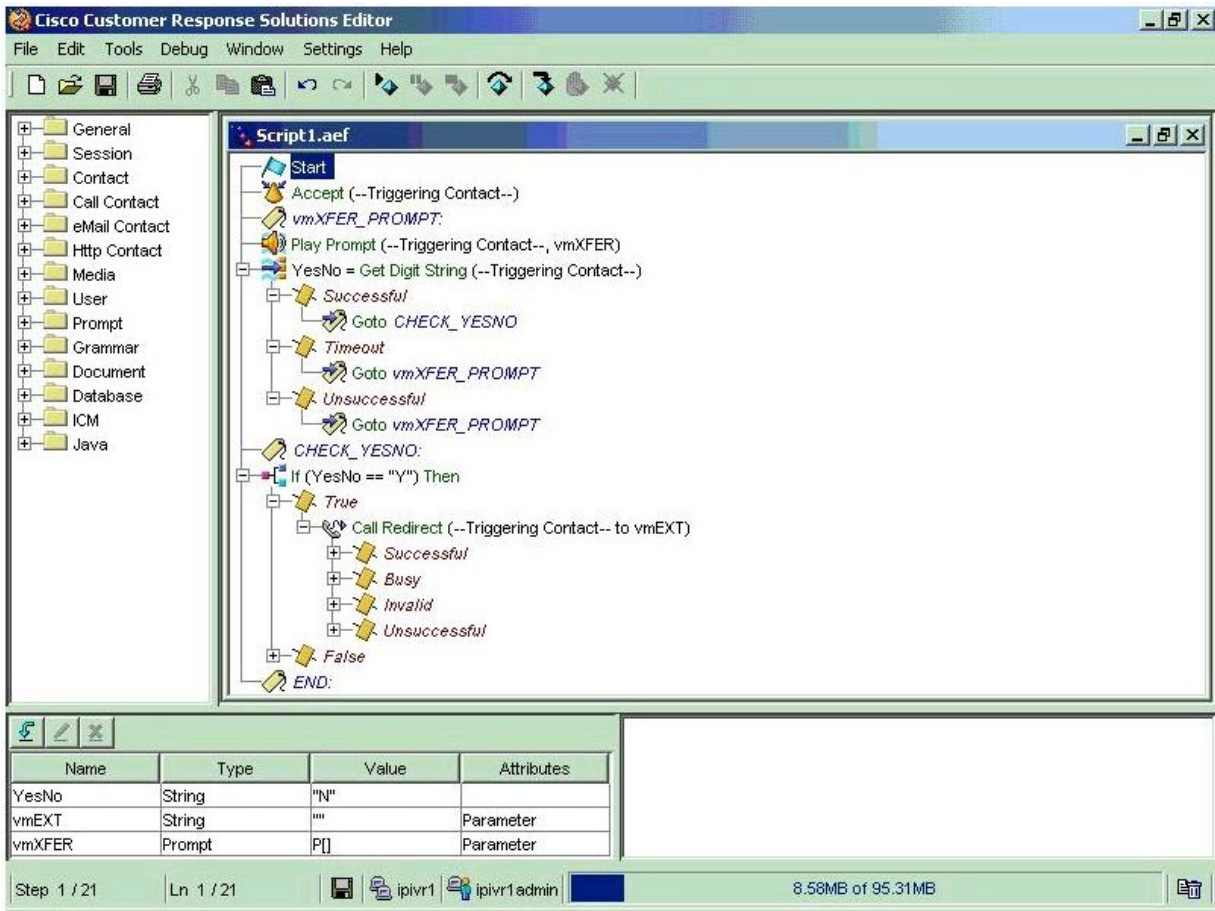 Cisco Customer Response Solutions Editor
File Edit Tools Debug Window Settings Help
General
Session
Contact
Call Contact
eMail Contact
Http Contact
Media
User
Prompt
Grammar
Document
Database
ICM
Java
Script1.aef
Start
Accept (--Triggering Contact--)
vmXFER_PROMPT:
Play Prompt (--Triggering Contact--, vmXFER)
YesNo = Get Digit String (--Triggering Contact--)
Successful
Goto CHECK_YESNO
Timeout
Goto vmXFER_PROMPT
Unsuccessful
Goto vmXFER_PROMPT
CHECK_YESNO:
If (YesNo == "Y") Then
True
Call Redirect (--Triggering Contact-- to vmEXT)
Successful
Busy
Invalid
Unsuccessful
False
END:
Name Type Value Attributes
YesNo String "N"
vmEXT String "" Parameter
vmXFER Prompt P[] Parameter
Step 1 / 21 Ln 1 / 21 ipivr1 ipivr1admin 8.58MB of 95.31MB